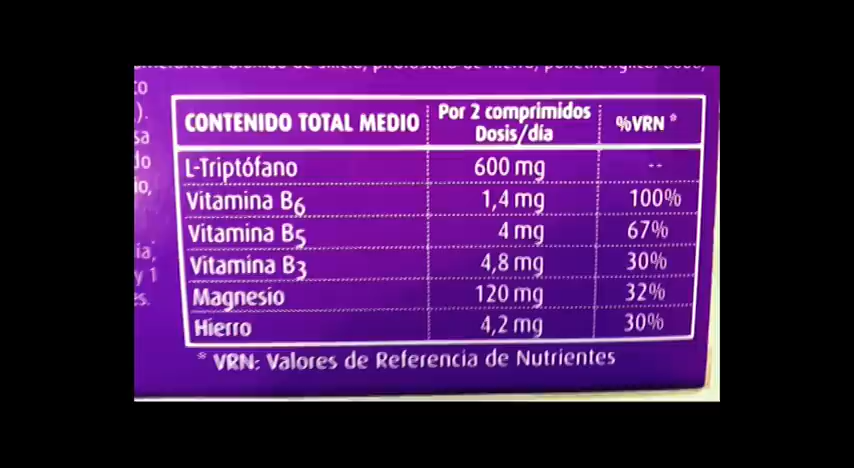 CONTENIDO TOTAL MEDIO Por 2 comprimidos Dosis/día %VRN *
L-Triptófano 600 mg --
Vitamina B6 1,4 mg 100%
Vitamina B5 4 mg 67%
Vitamina B3 4,8 mg 30%
Magnesio 120 mg 32%
Hierro 4,2 mg 30%
* VRN: Valores de Referencia de Nutrientes